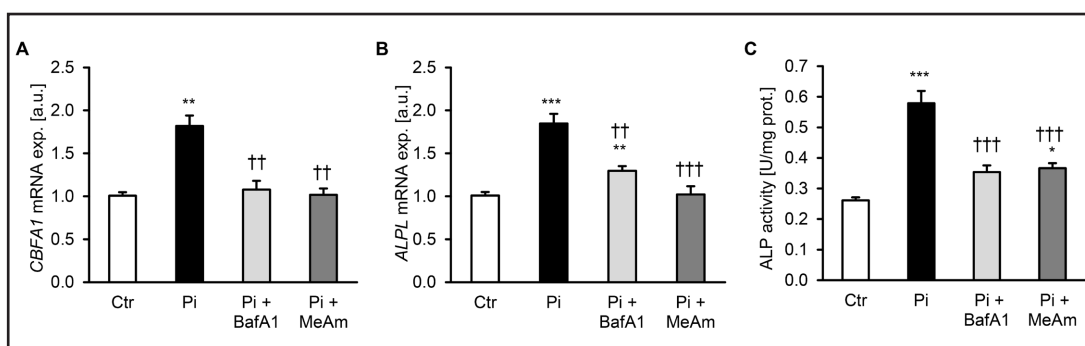 A
CBFA1 mRNA exp. [a.u.]
2.5
2.0
1.5
1.0
0.5
0.0
**
††
††
Ctr
Pi
Pi +
BafA1
Pi +
MeAm
B
ALPL mRNA exp. [a.u.]
2.5
2.0
1.5
1.0
0.5
0.0
***
††
**
†††
Ctr
Pi
Pi +
BafA1
Pi +
MeAm
C
ALP activity [U/mg prot.]
0.7
0.6
0.5
0.4
0.3
0.2
0.1
0.0
***
†††
†††
*
Ctr
Pi
Pi +
BafA1
Pi +
MeAm